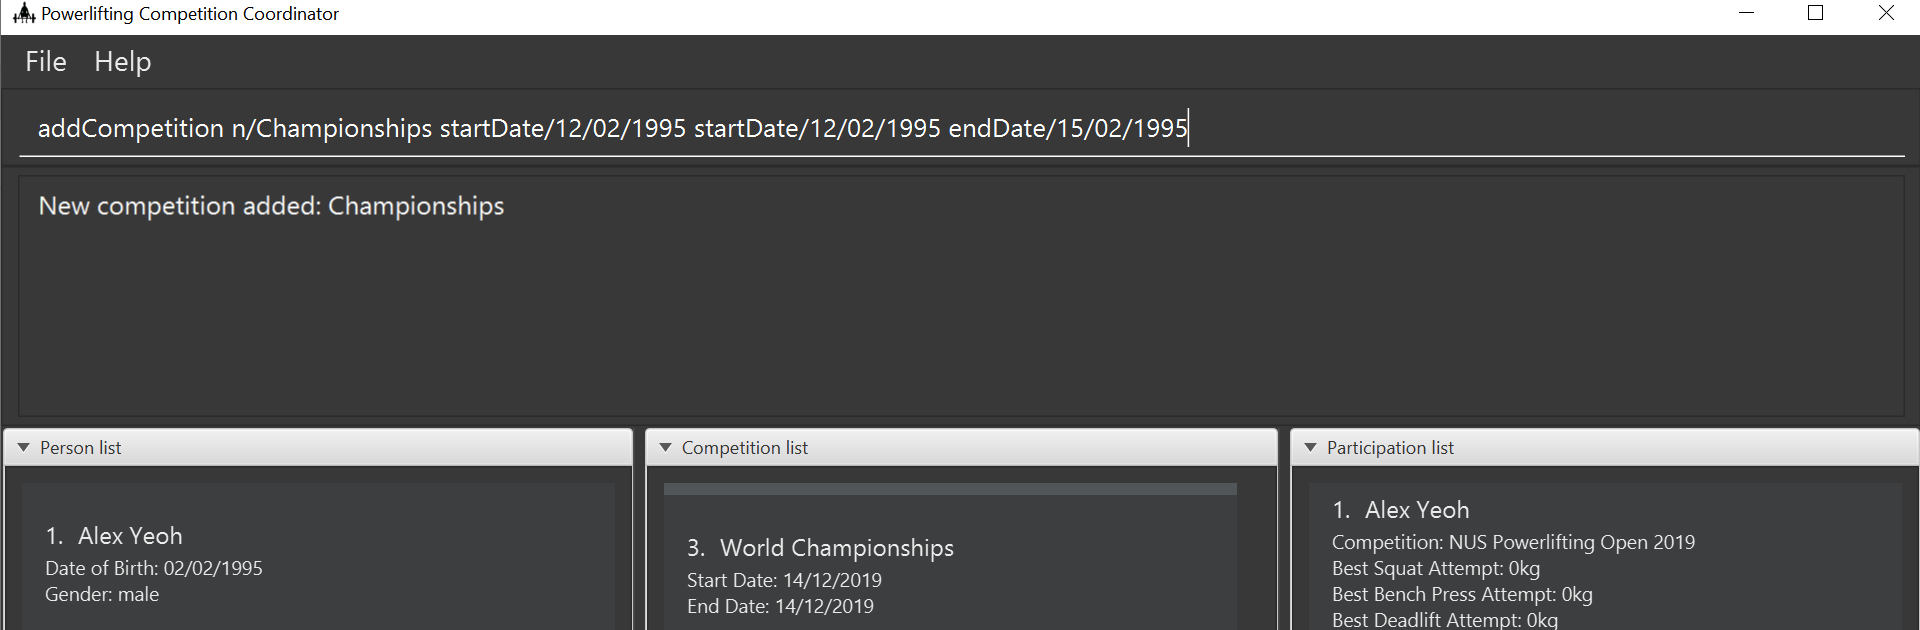 Powerlifting Competition Coordinator
File Help
addCompetition n/Championships startDate/12/02/1995 startDate/12/02/1995 endDate/15/02/1995
New competition added: Championships
Person list
1. Alex Yeoh
Date of Birth: 02/02/1995
Gender: male
Competition list
3. World Championships
Start Date: 14/12/2019
End Date: 14/12/2019
Participation list
1. Alex Yeoh
Competition: NUS Powerlifting Open 2019
Best Squat Attempt: 0kg
Best Bench Press Attempt: 0kg
Best Deadlift Attempt: 0kg